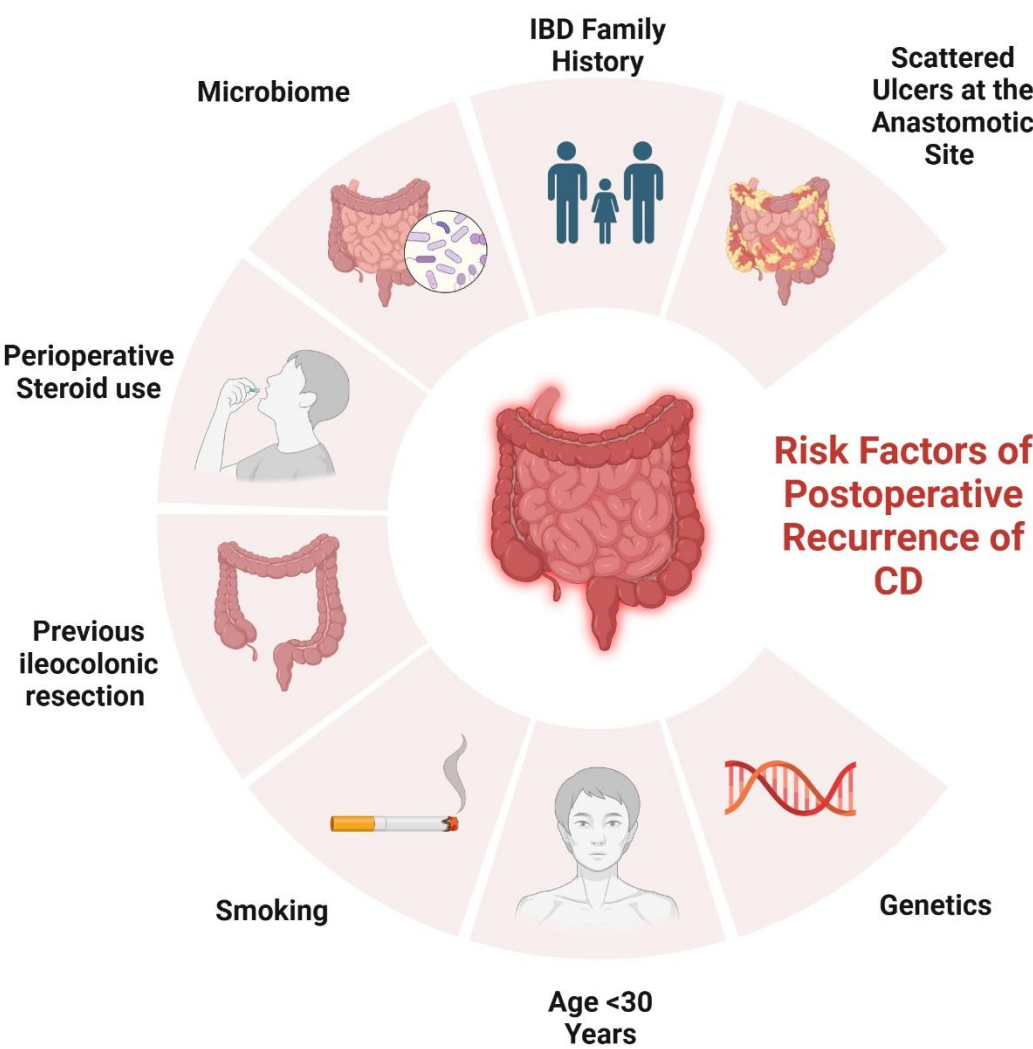 IBD Family
History
Scattered
Ulcers at the
Anastomotic
Site
Microbiome
Perioperative
Steroid use
Risk Factors of
Postoperative
Recurrence of
CD
Previous
ileocolonic
resection
Smoking
Genetics
Age <30
Years